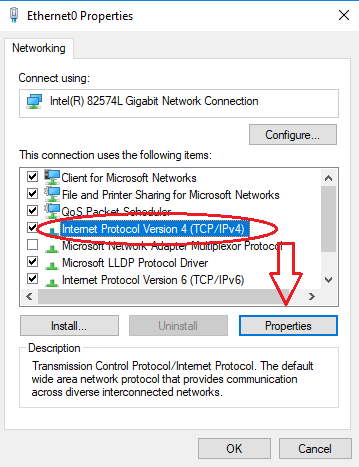 Ethernet0 Properties
Networking
Connect using:
Intel(R) 82574L Gigabit Network Connection
Configure...
This connection uses the following items:
Client for Microsoft Networks
File and Printer Sharing for Microsoft Networks
QoS Packet Scheduler
Internet Protocol Version 4 (TCP/IPv4)
Microsoft Network Adapter Multiplexor Protocol
Microsoft LLDP Protocol Driver
Internet Protocol Version 6 (TCP/IPv6)
Install...
Uninstall
Properties
Description
Transmission Control Protocol/Internet Protocol. The default
wide area network protocol that provides communication
across diverse interconnected networks.
OK
Cancel